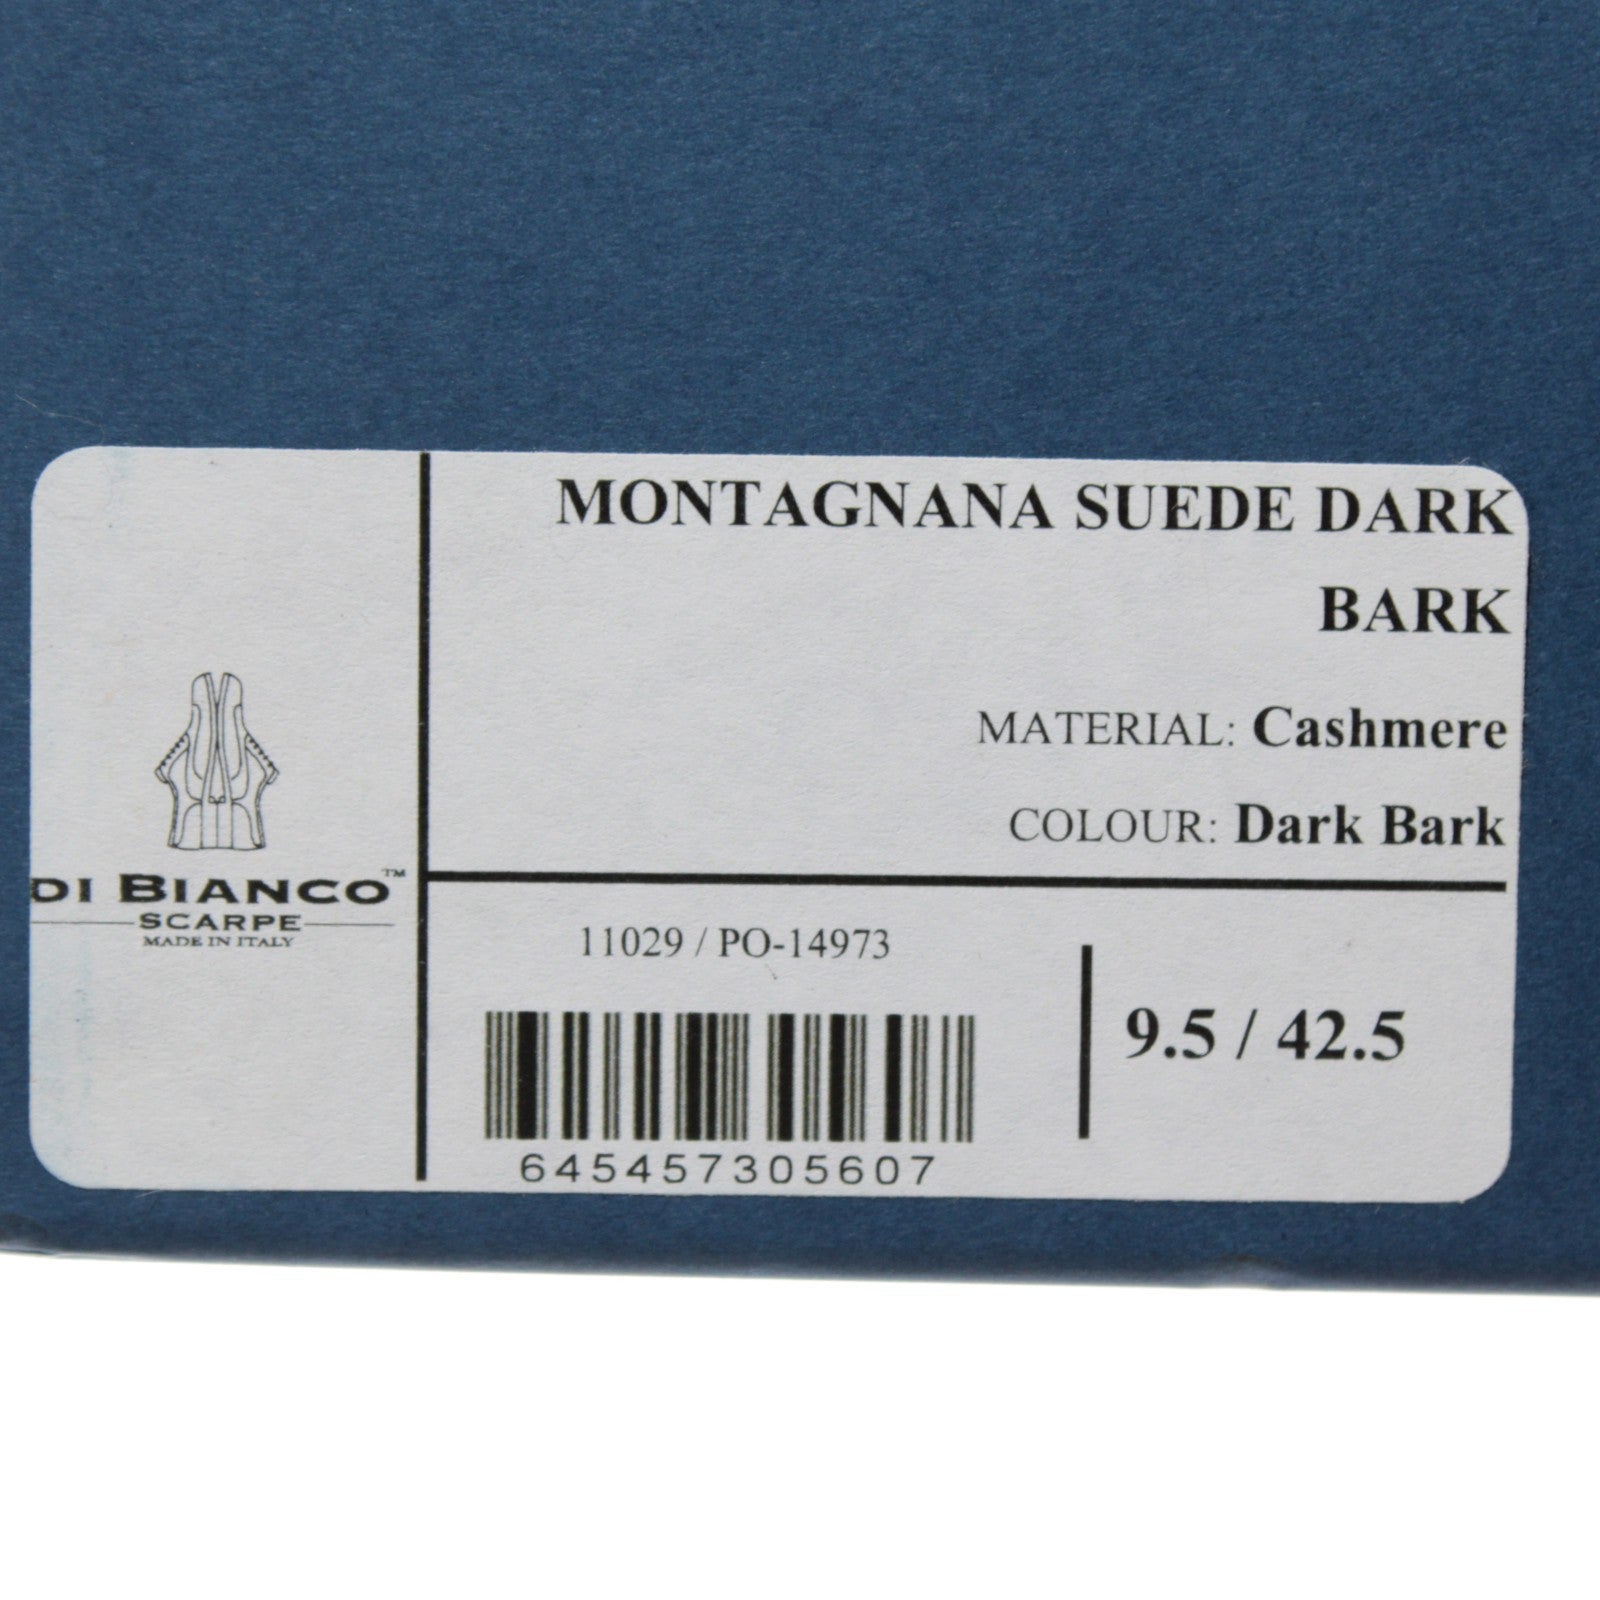 MONTAGNANA SUEDE DARK
BARK
MATERIAL: Cashmere
COLOUR: Dark Bark
DI BIANCO™
SCARPE
MADE IN ITALY
11029 / PO-14973
645457305607
9.5 / 42.5